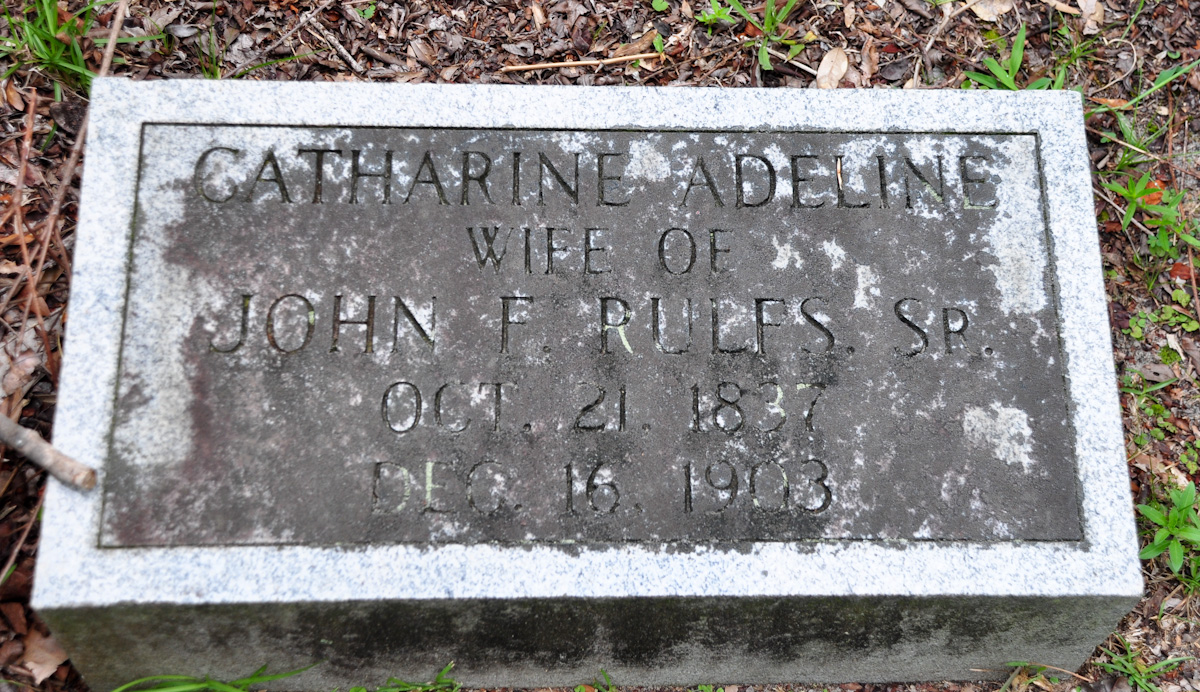 CATHARINE ADELINE
WIFE OF
JOHN F. RULFS. SR.
OCT. 21. 1837
DEC. 16. 1903